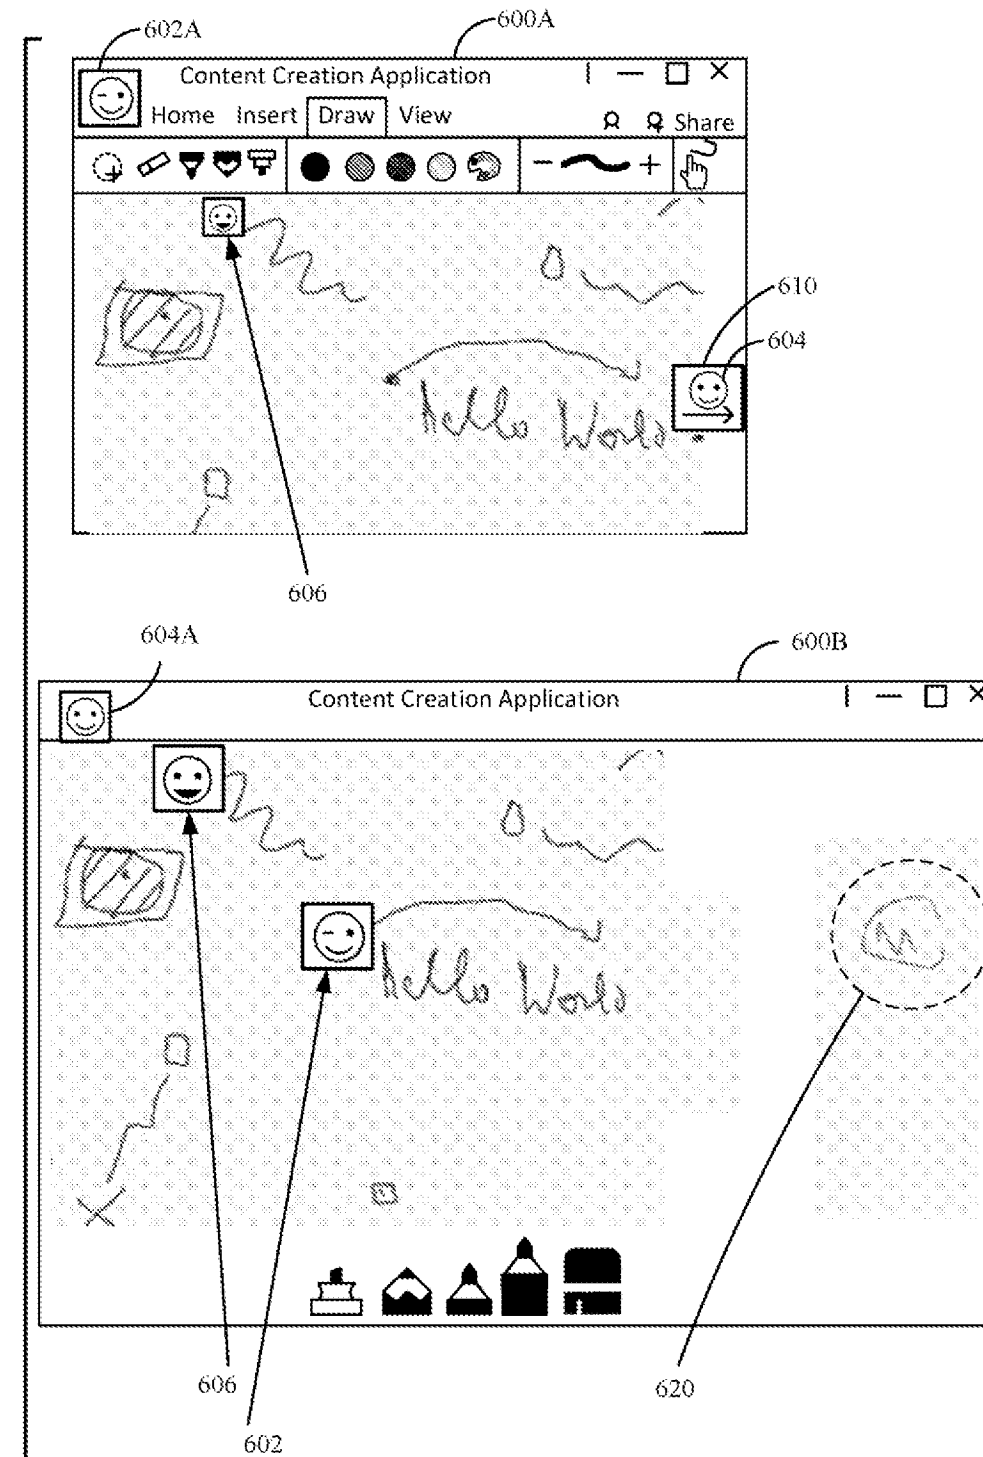 602A
600A
Content Creation Application
Home Insert Draw View
Share
610
604
Hello World
606
604A
600B
Content Creation Application
Hello World
606
620
602